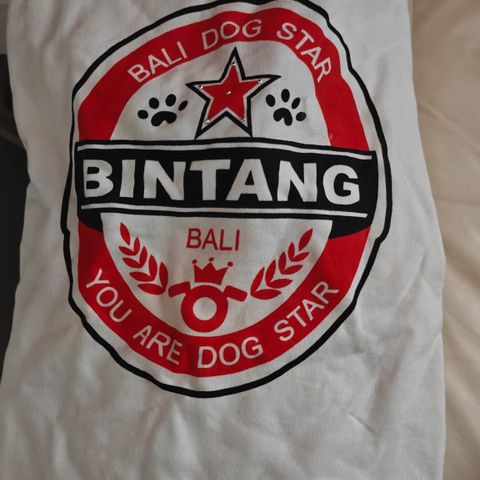 BALI DOG STAR
BINTANG
BALI
YOU ARE DOG STAR